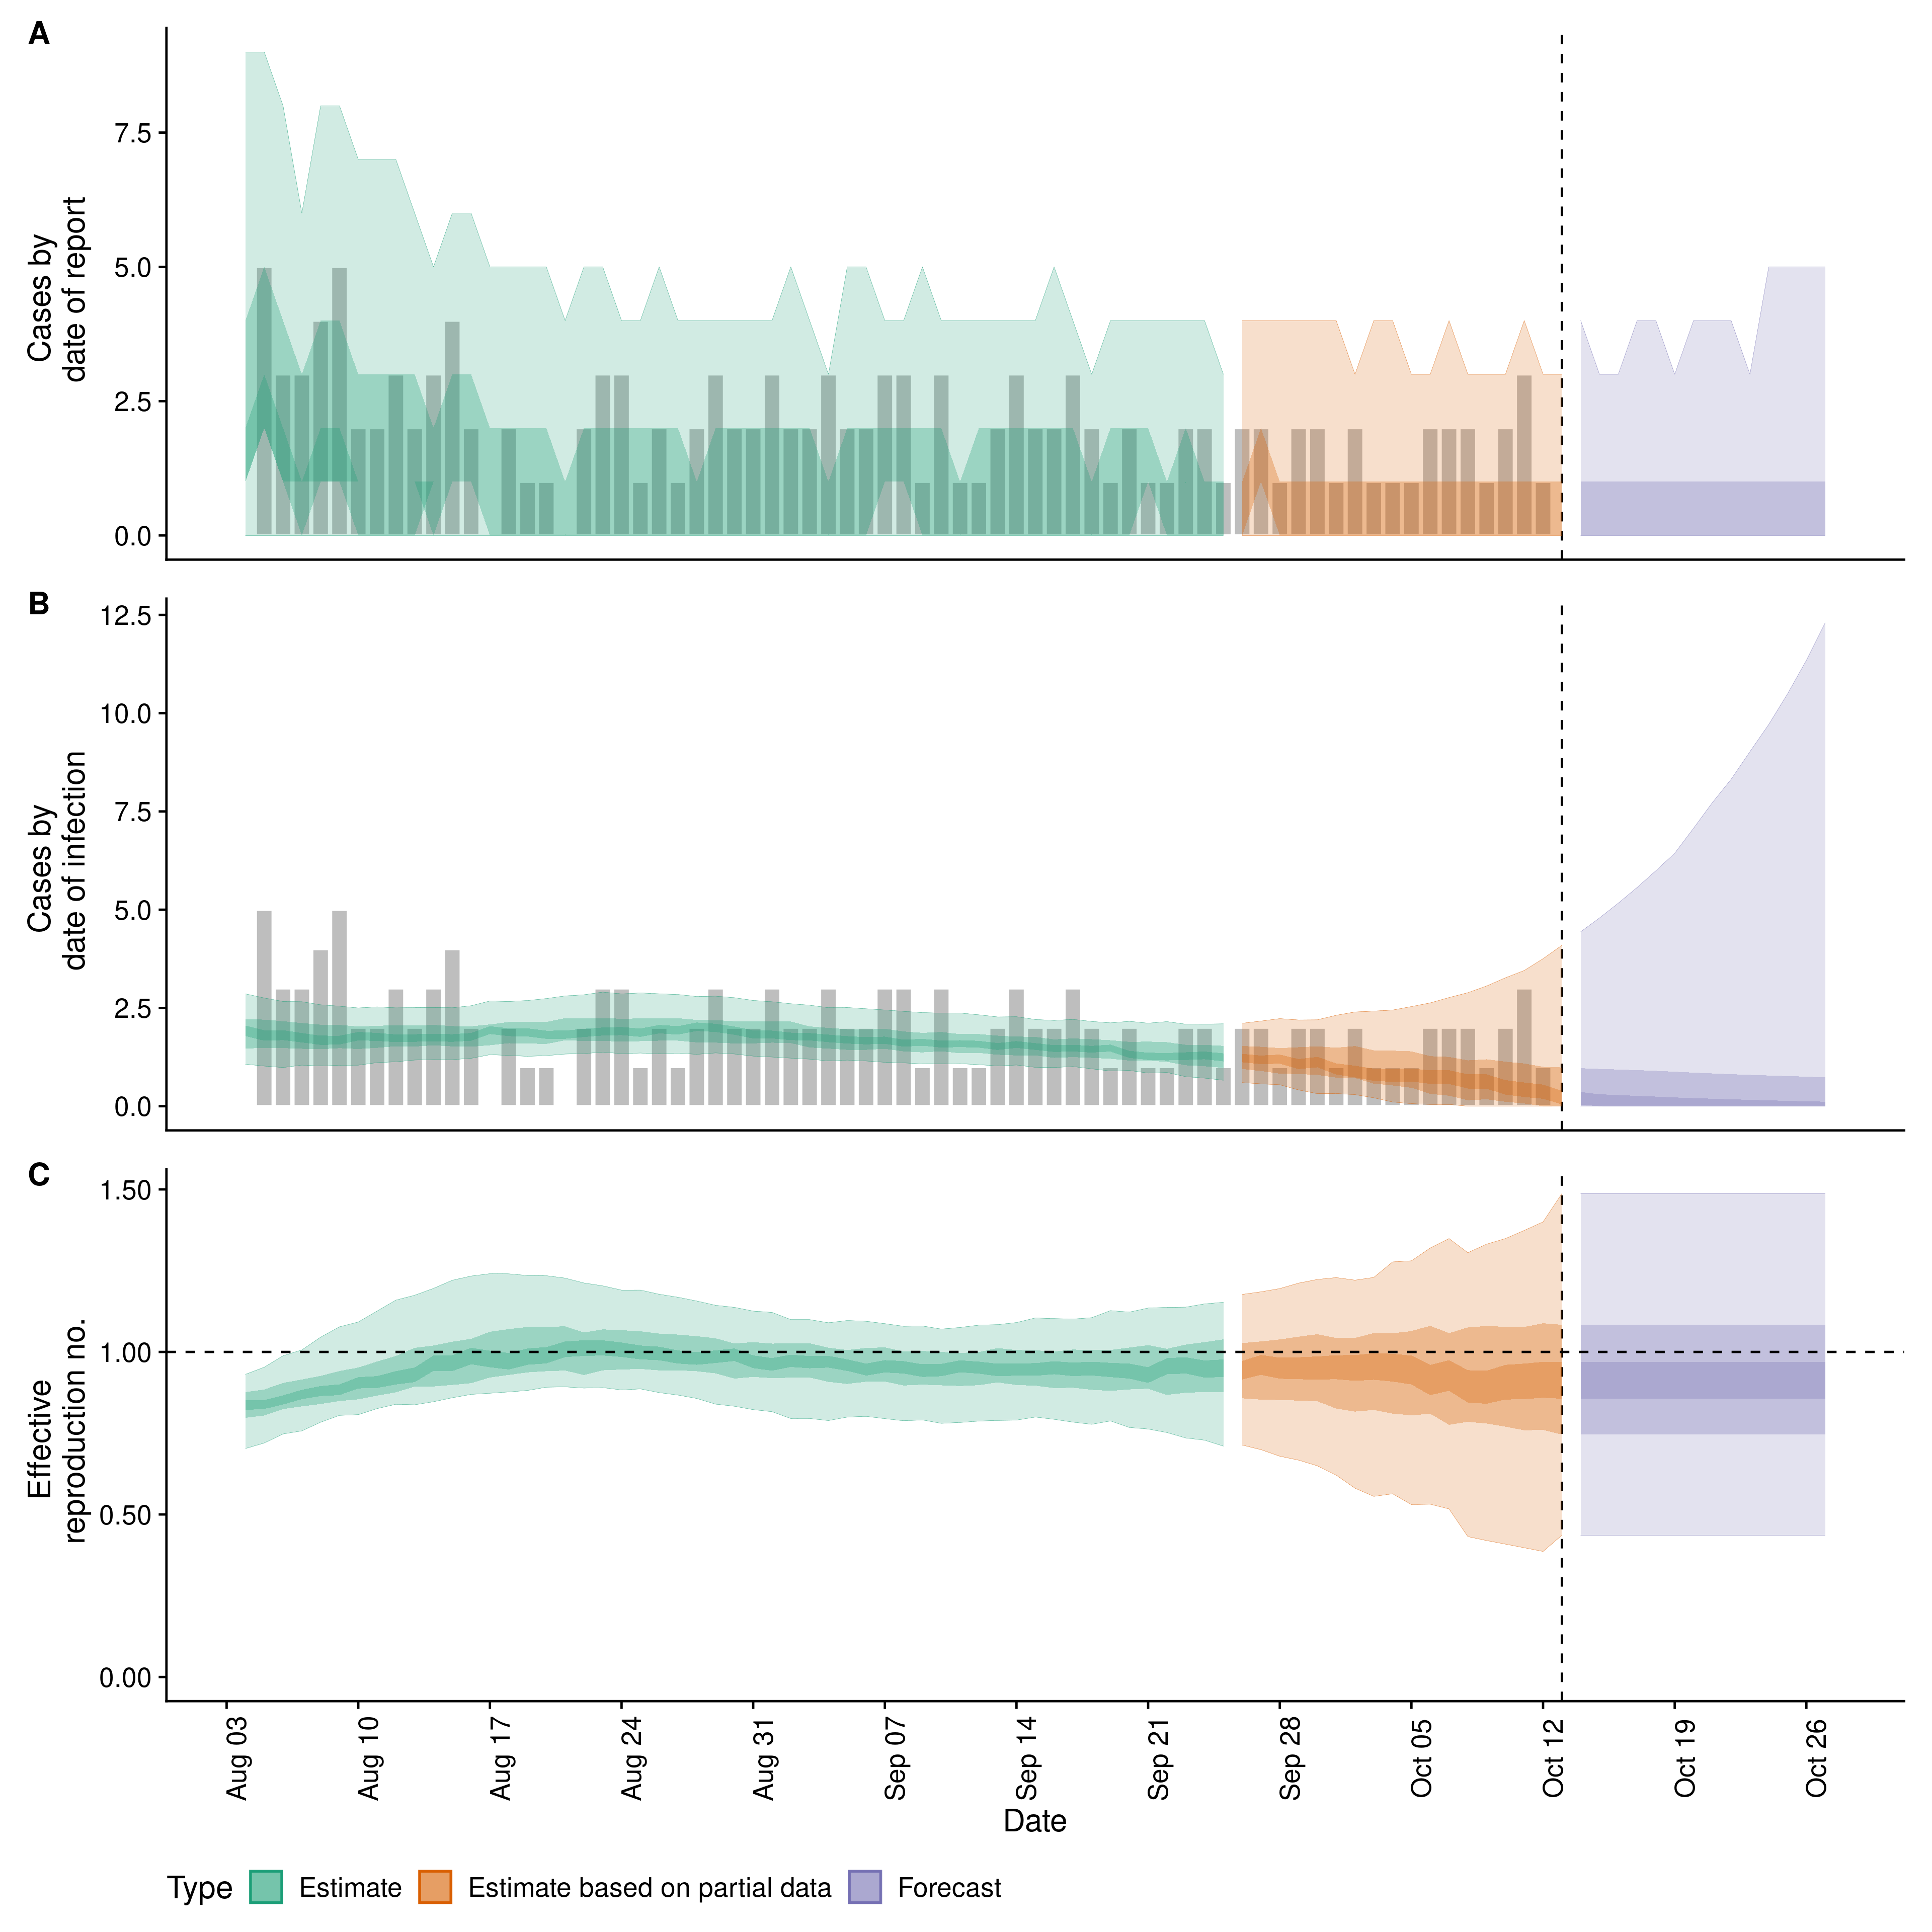 A
Cases by
date of report
7.5
5.0
2.5
0.0
B
Cases by
date of infection
12.5
10.0
7.5
5.0
2.5
0.0
C
Effective
reproduction no.
1.50
1.00
0.50
0.00
Aug 03
Aug 10
Aug 17
Aug 24
Aug 31
Sep 07
Sep 14
Sep 21
Sep 28
Oct 05
Oct 12
Oct 19
Oct 26
Date
Type Estimate Estimate based on partial data Forecast